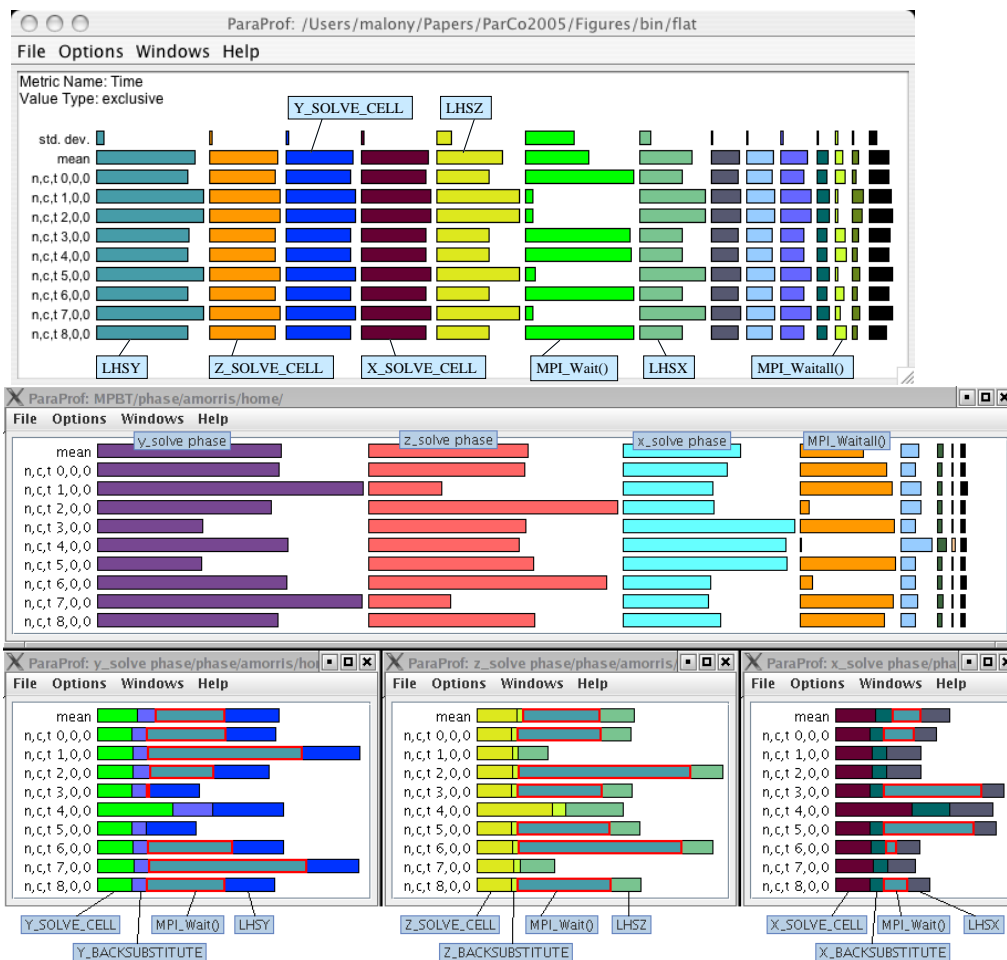 ParaProf: /Users/malony/Papers/ParCo2005/Figures/bin/flat
File Options Windows Help
Metric Name: Time
Value Type: exclusive
Y_SOLVE_CELL LHSZ
std. dev.
mean
n,c,t 0,0,0
n,c,t 1,0,0
n,c,t 2,0,0
n,c,t 3,0,0
n,c,t 4,0,0
n,c,t 5,0,0
n,c,t 6,0,0
n,c,t 7,0,0
n,c,t 8,0,0
LHSY Z_SOLVE_CELL X_SOLVE_CELL MPI_Wait() LHSX MPI_Waitall()
ParaProf: MPBT/phase/amorris/home/
File Options Windows Help
y_solve phase z_solve phase x_solve phase MPI_Waitall()
mean
n,c,t 0,0,0
n,c,t 1,0,0
n,c,t 2,0,0
n,c,t 3,0,0
n,c,t 4,0,0
n,c,t 5,0,0
n,c,t 6,0,0
n,c,t 7,0,0
n,c,t 8,0,0
ParaProf: y_solve phase/phase/amorris/ho
File Options Windows Help
mean
n,c,t 0,0,0
n,c,t 1,0,0
n,c,t 2,0,0
n,c,t 3,0,0
n,c,t 4,0,0
n,c,t 5,0,0
n,c,t 6,0,0
n,c,t 7,0,0
n,c,t 8,0,0
Y_SOLVE_CELL MPI_Wait() LHSY
Y_BACKSUBSTITUTE
ParaProf: z_solve phase/phase/amorris/
File Options Windows Help
mean
n,c,t 0,0,0
n,c,t 1,0,0
n,c,t 2,0,0
n,c,t 3,0,0
n,c,t 4,0,0
n,c,t 5,0,0
n,c,t 6,0,0
n,c,t 7,0,0
n,c,t 8,0,0
Z_SOLVE_CELL MPI_Wait() LHSZ
Z_BACKSUBSTITUTE
ParaProf: x_solve phase/pha
File Options Windows Help
mean
n,c,t 0,0,0
n,c,t 1,0,0
n,c,t 2,0,0
n,c,t 3,0,0
n,c,t 4,0,0
n,c,t 5,0,0
n,c,t 6,0,0
n,c,t 7,0,0
n,c,t 8,0,0
X_SOLVE_CELL MPI_Wait() LHSX
X_BACKSUBSTITUTE